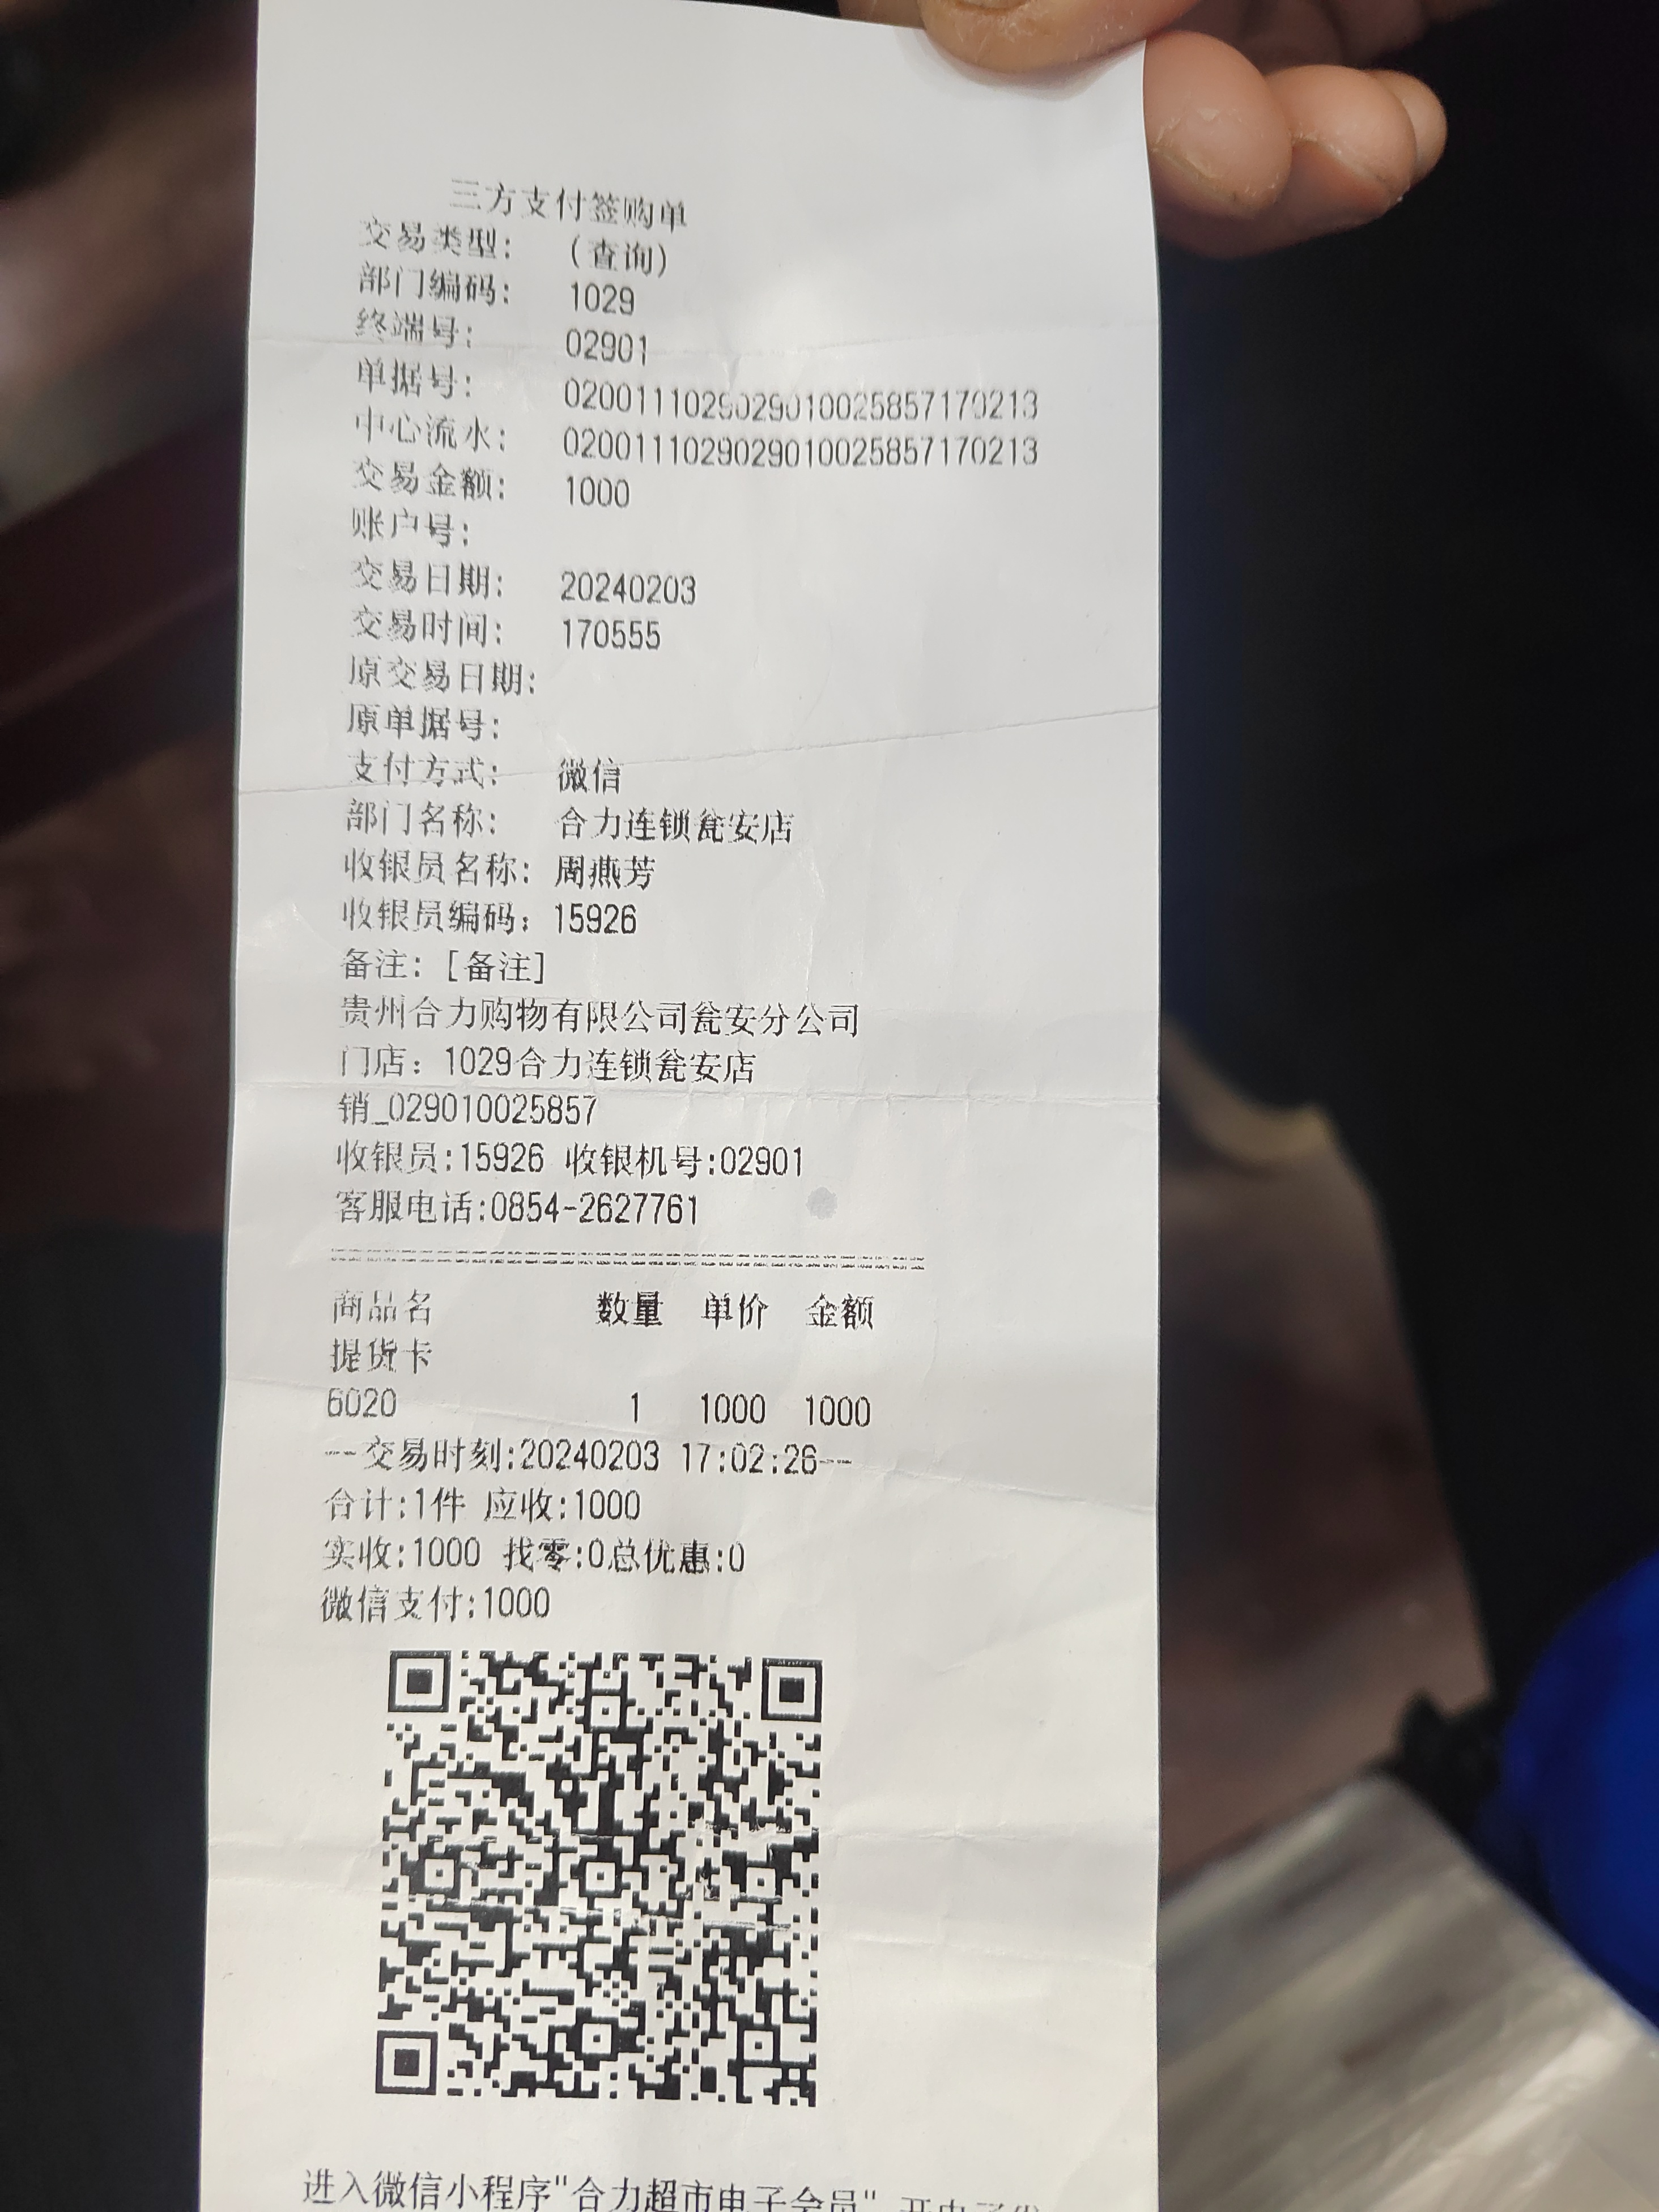 三方支付签购单
交易类型: (查询)
部门编码: 1029
终端号: 02901
单据号: 0200111029029010025857170213
中心流水: 0200111029029010025857170213
交易金额: 1000
账户号:
交易日期: 20240203
交易时间: 170555
原交易日期:
原单据号:
支付方式: 微信
部门名称: 合力连锁瓮安店
收银员名称: 周燕芳
收银员编码: 15926
备注: [备注]
贵州合力购物有限公司瓮安分公司
门店: 1029合力连锁瓮安店
销_029010025857
收银员:15926 收银机号:02901
客服电话:0854-2627761
商品名 数量 单价 金额
提货卡
6020 1 1000 1000
--交易时刻:20240203 17:02:26--
合计:1件 应收:1000
实收:1000 找零:0总优惠:0
微信支付:1000
进入微信小程序"合力超市电子会员"